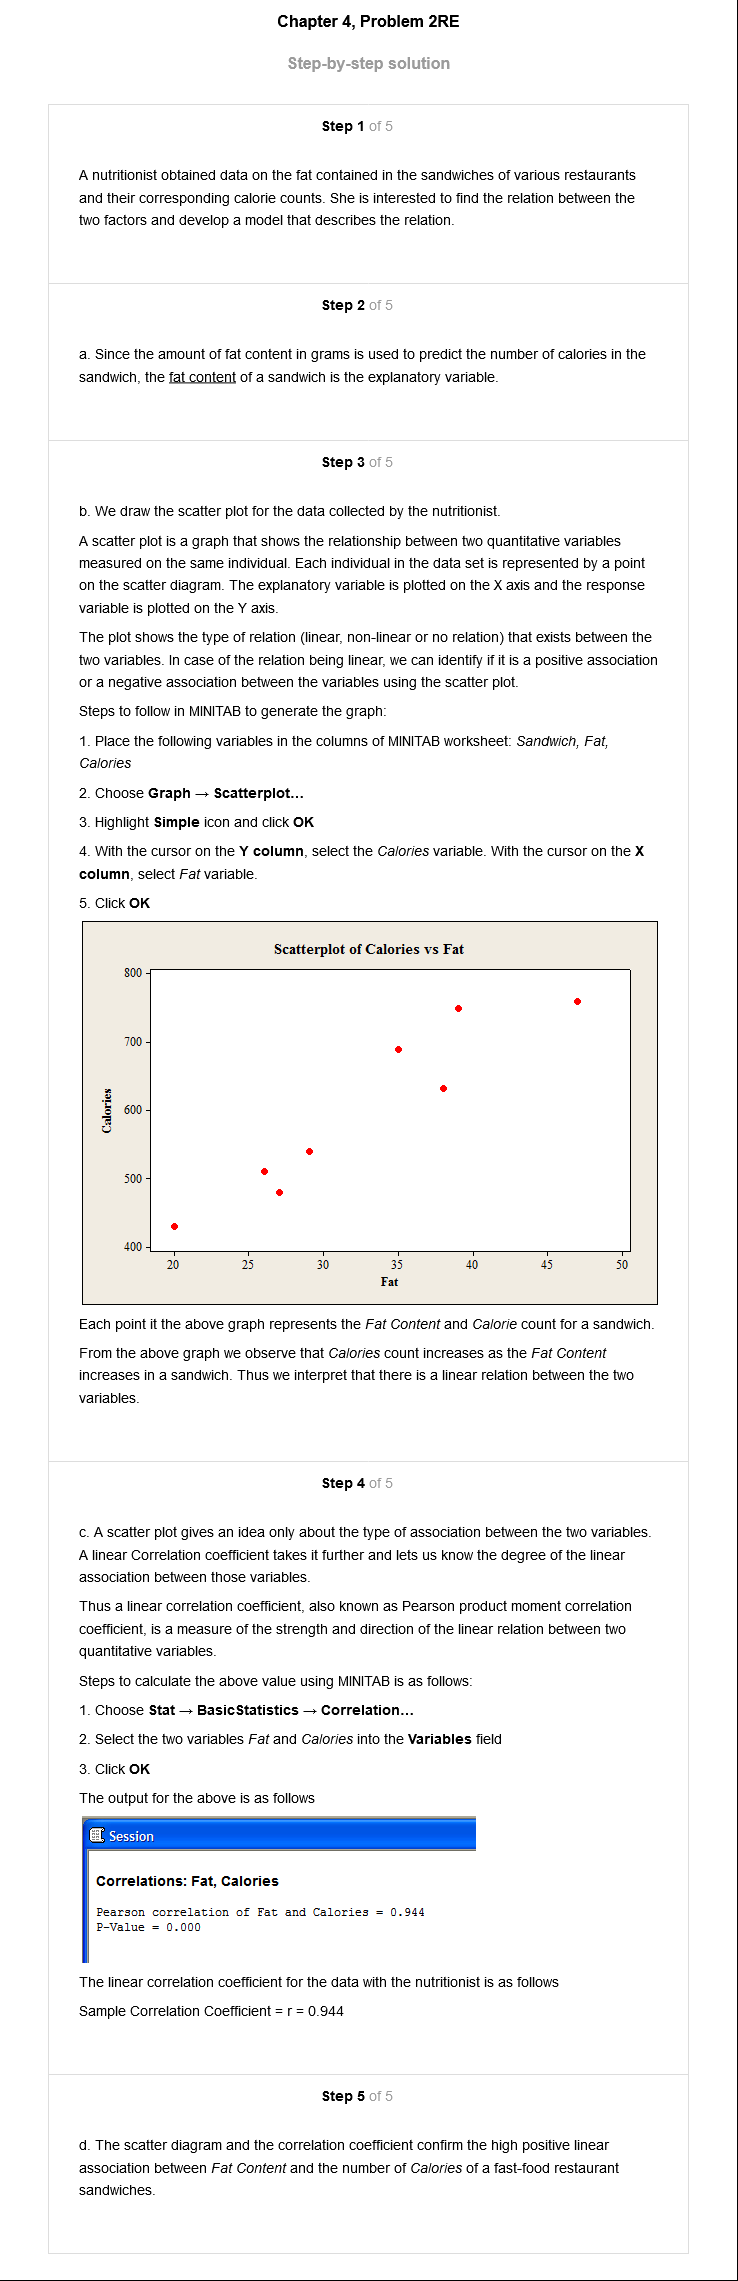 Chapter 4, Problem 2RE
Step-by-step solution
Step 1 of 5
A nutritionist obtained data on the fat contained in the sandwiches of various restaurants
and their corresponding calorie counts. She is interested to find the relation between the
two factors and develop a model that describes the relation.
Step 2 of 5
a. Since the amount of fat content in grams is used to predict the number of calories in the
sandwich, the fat content of a sandwich is the explanatory variable.
Step 3 of 5
b. We draw the scatter plot for the data collected by the nutritionist.
A scatter plot is a graph that shows the relationship between two quantitative variables
measured on the same individual. Each individual in the data set is represented by a point
on the scatter diagram. The explanatory variable is plotted on the X axis and the response
variable is plotted on the Y axis.
The plot shows the type of relation (linear, non-linear or no relation) that exists between the
two variables. In case of the relation being linear, we can identify if it is a positive association
or a negative association between the variables using the scatter plot.
Steps to follow in MINITAB to generate the graph:
1. Place the following variables in the columns of MINITAB worksheet: Sandwich, Fat,
Calories
2. Choose Graph → Scatterplot…
3. Highlight Simple icon and click OK
4. With the cursor on the Y column, select the Calories variable. With the cursor on the X
column, select Fat variable.
5. Click OK
Scatterplot of Calories vs Fat
800
700
600
500
400
Calories
20 25 30 35 40 45 50
Fat
Each point it the above graph represents the Fat Content and Calorie count for a sandwich.
From the above graph we observe that Calories count increases as the Fat Content
increases in a sandwich. Thus we interpret that there is a linear relation between the two
variables.
Step 4 of 5
c. A scatter plot gives an idea only about the type of association between the two variables.
A linear Correlation coefficient takes it further and lets us know the degree of the linear
association between those variables.
Thus a linear correlation coefficient, also known as Pearson product moment correlation
coefficient, is a measure of the strength and direction of the linear relation between two
quantitative variables.
Steps to calculate the above value using MINITAB is as follows:
1. Choose Stat → BasicStatistics → Correlation…
2. Select the two variables Fat and Calories into the Variables field
3. Click OK
The output for the above is as follows
Session
Correlations: Fat, Calories
Pearson correlation of Fat and Calories = 0.944
P-Value = 0.000
The linear correlation coefficient for the data with the nutritionist is as follows
Sample Correlation Coefficient = r = 0.944
Step 5 of 5
d. The scatter diagram and the correlation coefficient confirm the high positive linear
association between Fat Content and the number of Calories of a fast-food restaurant
sandwiches.